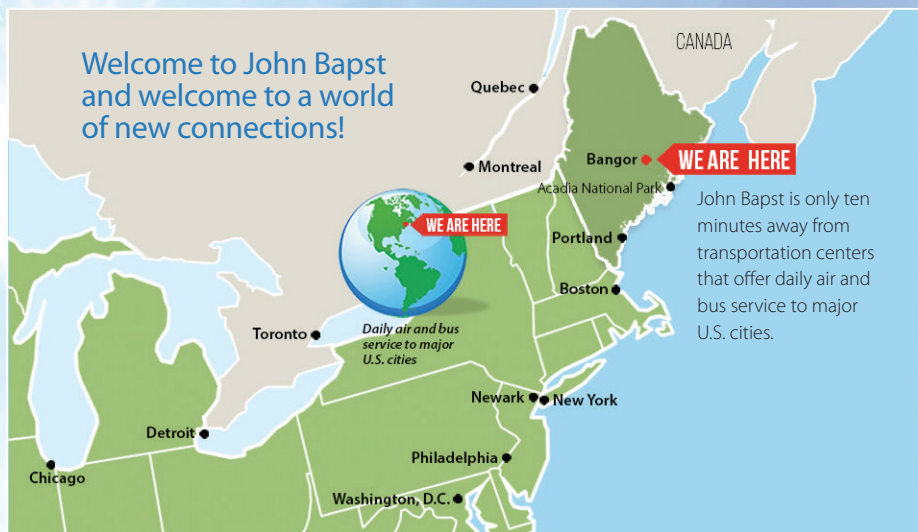 Welcome to John Bapst
and welcome to a world
of new connections!
CANADA
Quebec
Montreal
Bangor
WE ARE HERE
Acadia National Park
John Bapst is only ten
minutes away from
transportation centers
that offer daily air and
bus service to major
U.S. cities.
WE ARE HERE
Portland
Boston
Toronto
Daily air and bus
service to major
U.S. cities
Newark
New York
Detroit
Philadelphia
Chicago
Washington, D.C.